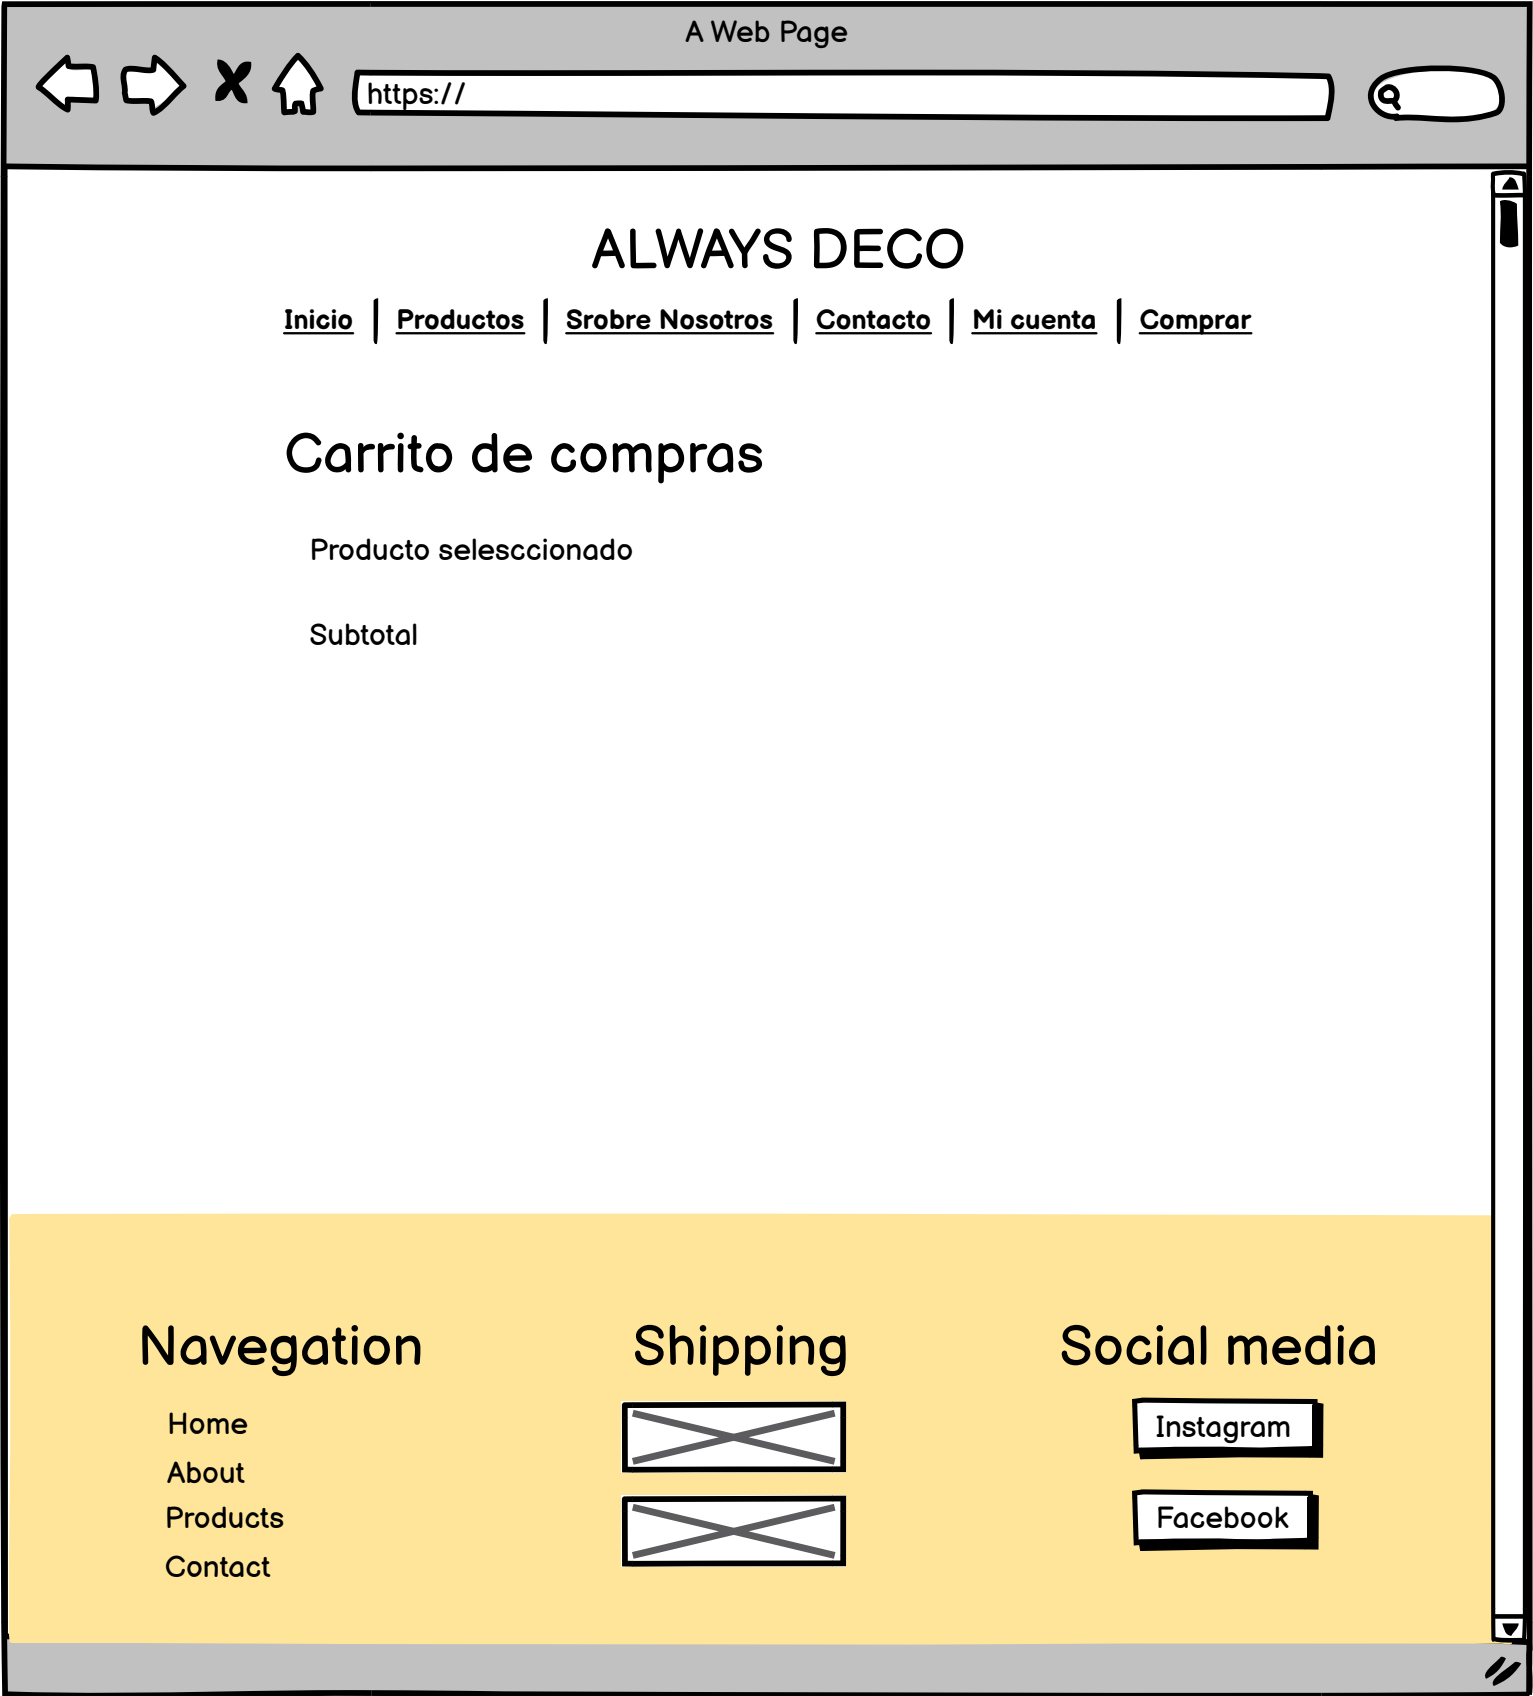 A Web Page
https://
ALWAYS DECO
Inicio Productos Srobre Nosotros Contacto Mi cuenta Comprar
Carrito de compras
Producto selesccionado
Subtotal
Navegation Shipping Social media
Home
Instagram
About
Products
Facebook
Contact